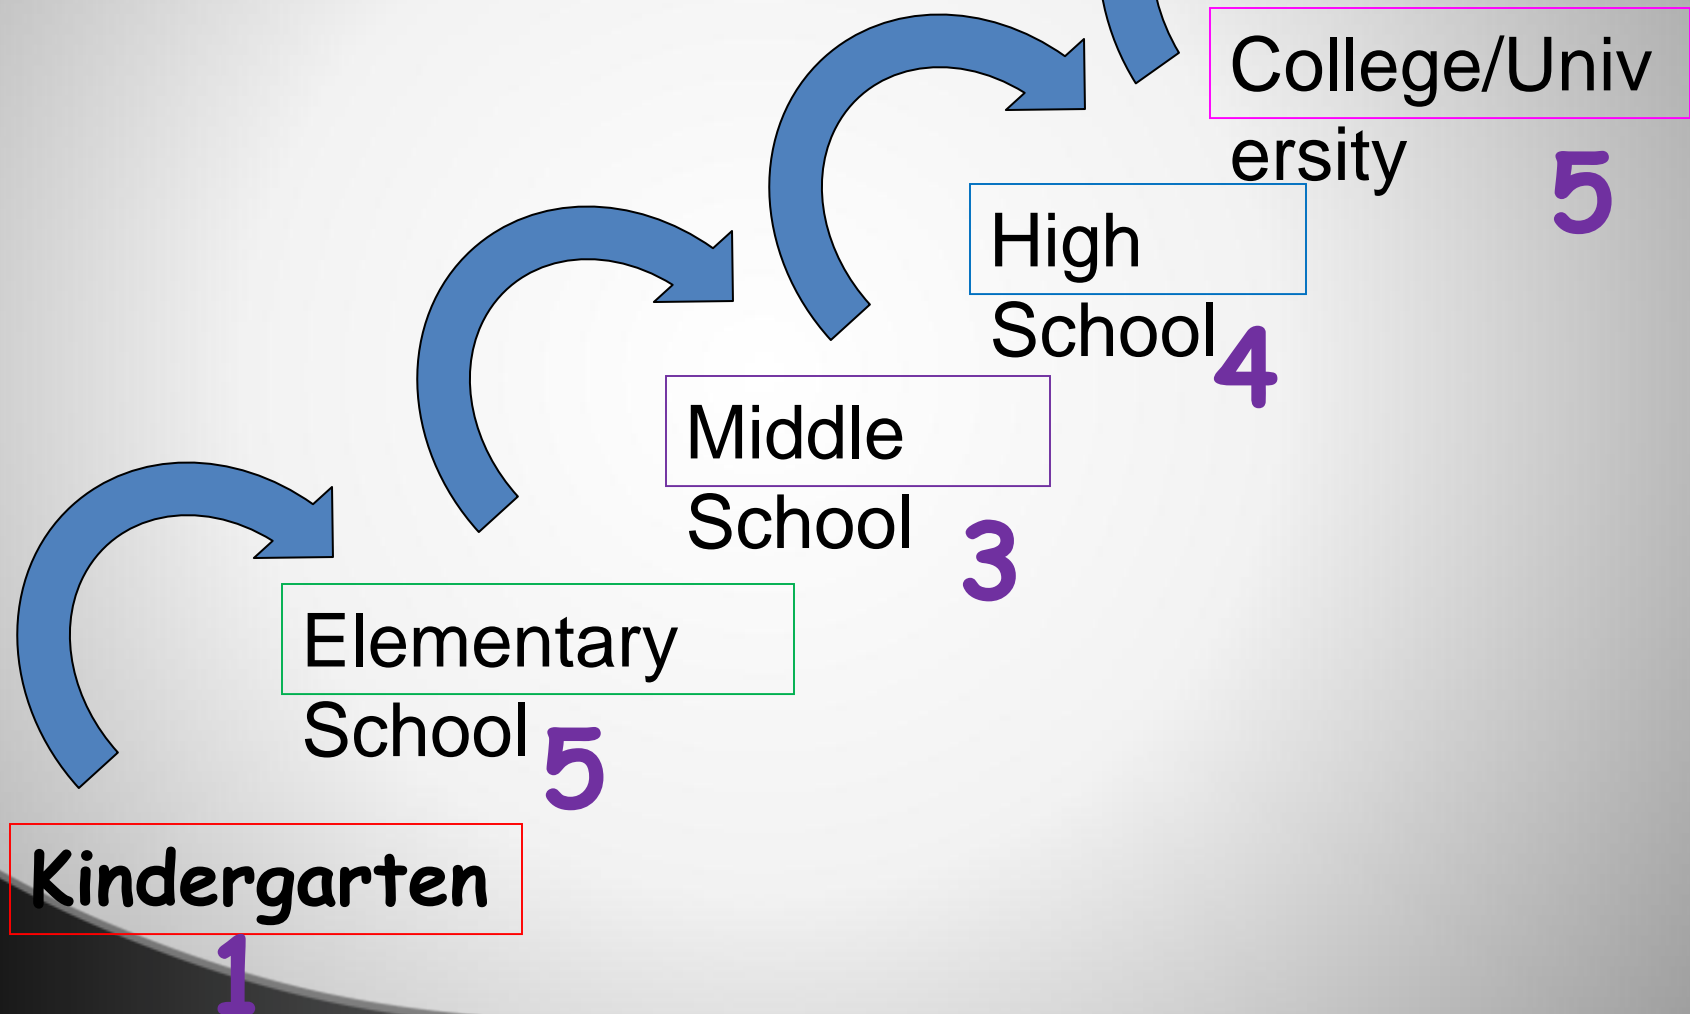 College/Univ
ersity
5
High
School
4
Middle
School
3
Elementary
School
5
Kindergarten
1